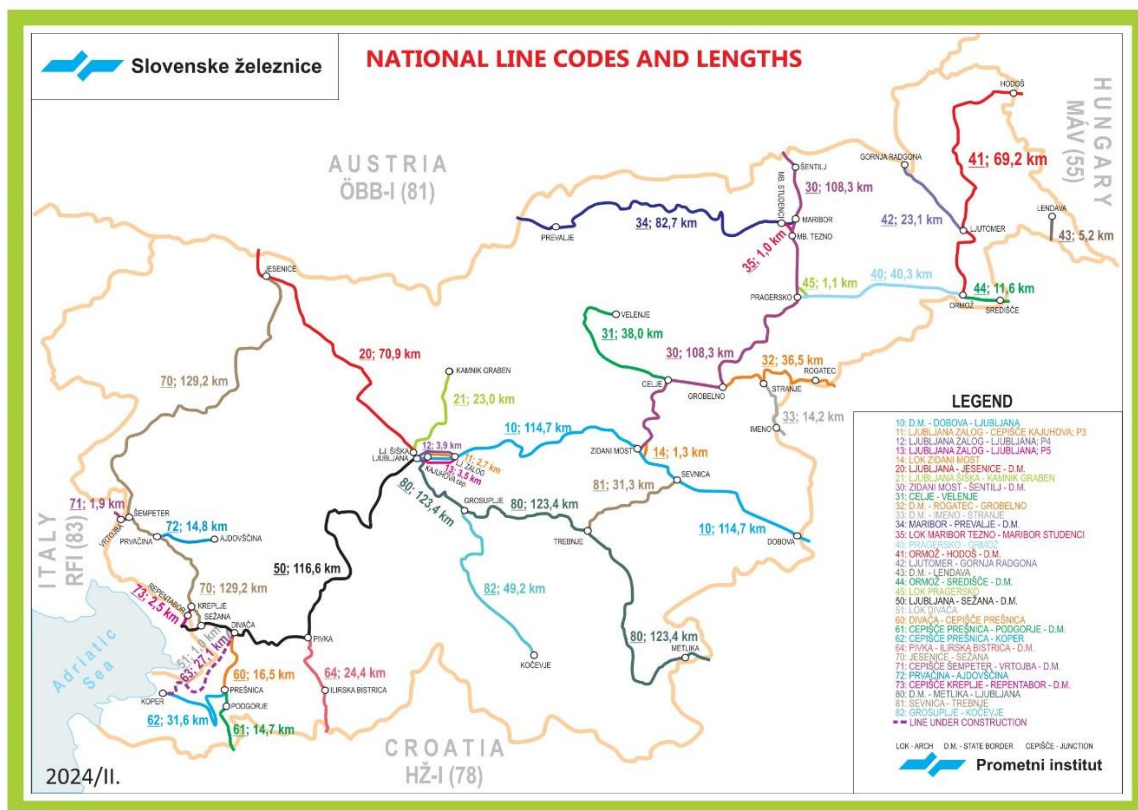 Slovenske železnice
NATIONAL LINE CODES AND LENGTHS
AUSTRIA
ÖBB-I (81)
HUNGARY
MÁV (55)
ITALY
RFI (83)
CROATIA
HŽ-I (78)
Adriatic
Sea
HODOŠ
41; 69,2 km
GORNJA RADGONA
ŠENTILJ
30; 108,3 km
MB. STUDENCI
MARIBOR
MB. TEZNO
34; 82,7 km
PREVALJE
35; 1,0 km
42; 23,1 km
LJUTOMER
LENDAVA
43; 5,2 km
45; 1,1 km
40; 40,3 km
PRAGERSKO
44; 11,6 km
ORMOŽ
SREDIŠČE
JESENICE
VELENJE
31; 38,0 km
20; 70,9 km
30; 108,3 km
32; 36,5 km
ROGATEC
KAMNIK GRABEN
70; 129,2 km
CELJE
GROBELNO
STRANJE
21; 23,0 km
33; 14,2 km
IMENO
10; 114,7 km
LJ. ŠIŠKA
LJUBLJANA
12; 3,9 km
11; 2,7 km
LJ. ZALOG
KAJUHOVA cep.
13; 3,5 km
ZIDANI MOST
14; 1,3 km
SEVNICA
80; 123,4 km
81; 31,3 km
71; 1,9 km
ŠEMPETER
VRTOJBA
GROSUPLJE
80; 123,4 km
72; 14,8 km
PRVAČINA
AJDOVŠČINA
TREBNJE
10; 114,7 km
DOBOVA
50; 116,6 km
70; 129,2 km
82; 49,2 km
REPENTABOR
73; 2,5 km
KREPLJE
SEŽANA
DIVAČA
PIVKA
80; 123,4 km
METLIKA
KOČEVJE
63; 27,1 km
60; 16,5 km
64; 24,4 km
KOPER
PREŠNICA
ILIRSKA BISTRICA
PODGORJE
62; 31,6 km
61; 14,7 km
LEGEND
10: D.M. - DOBOVA - LJUBLJANA
11: LJUBLJANA ZALOG - CEPIŠČE KAJUHOVA; P3
12: LJUBLJANA ZALOG - LJUBLJANA; P4
13: LJUBLJANA ZALOG - LJUBLJANA; P5
14: LOK ZIDANI MOST
20: LJUBLJANA - JESENICE - D.M.
21: LJUBLJANA ŠIŠKA - KAMNIK GRABEN
30: ZIDANI MOST - ŠENTILJ - D.M.
31: CELJE - VELENJE
32: D.M. - ROGATEC - GROBELNO
33: D.M. - IMENO - STRANJE
34: MARIBOR - PREVALJE - D.M.
35: LOK MARIBOR TEZNO - MARIBOR STUDENCI
40: PRAGERSKO - ORMOŽ
41: ORMOŽ - HODOŠ - D.M.
42: LJUTOMER - GORNJA RADGONA
43: D.M. - LENDAVA
44: ORMOŽ - SREDIŠČE - D.M.
45: LOK PRAGERSKO
50: LJUBLJANA - SEŽANA - D.M.
51: LOK DIVAČA
60: DIVAČA - CEPIŠČE PREŠNICA
61: CEPIŠČE PREŠNICA - PODGORJE - D.M.
62: CEPIŠČE PREŠNICA - KOPER
64: PIVKA - ILIRSKA BISTRICA - D.M.
70: JESENICE - SEŽANA
71: CEPIŠČE ŠEMPETER - VRTOJBA - D.M.
72: PRVAČINA - AJDOVŠČINA
73: CEPIŠČE KREPLJE - REPENTABOR - D.M.
80: D.M. - METLIKA - LJUBLJANA
81: SEVNICA - TREBNJE
82: GROSUPLJE - KOČEVJE
LINE UNDER CONSTRUCTION
LOK - ARCH D.M. - STATE BORDER CEPIŠČE - JUNCTION
Prometni institut
2024/II.